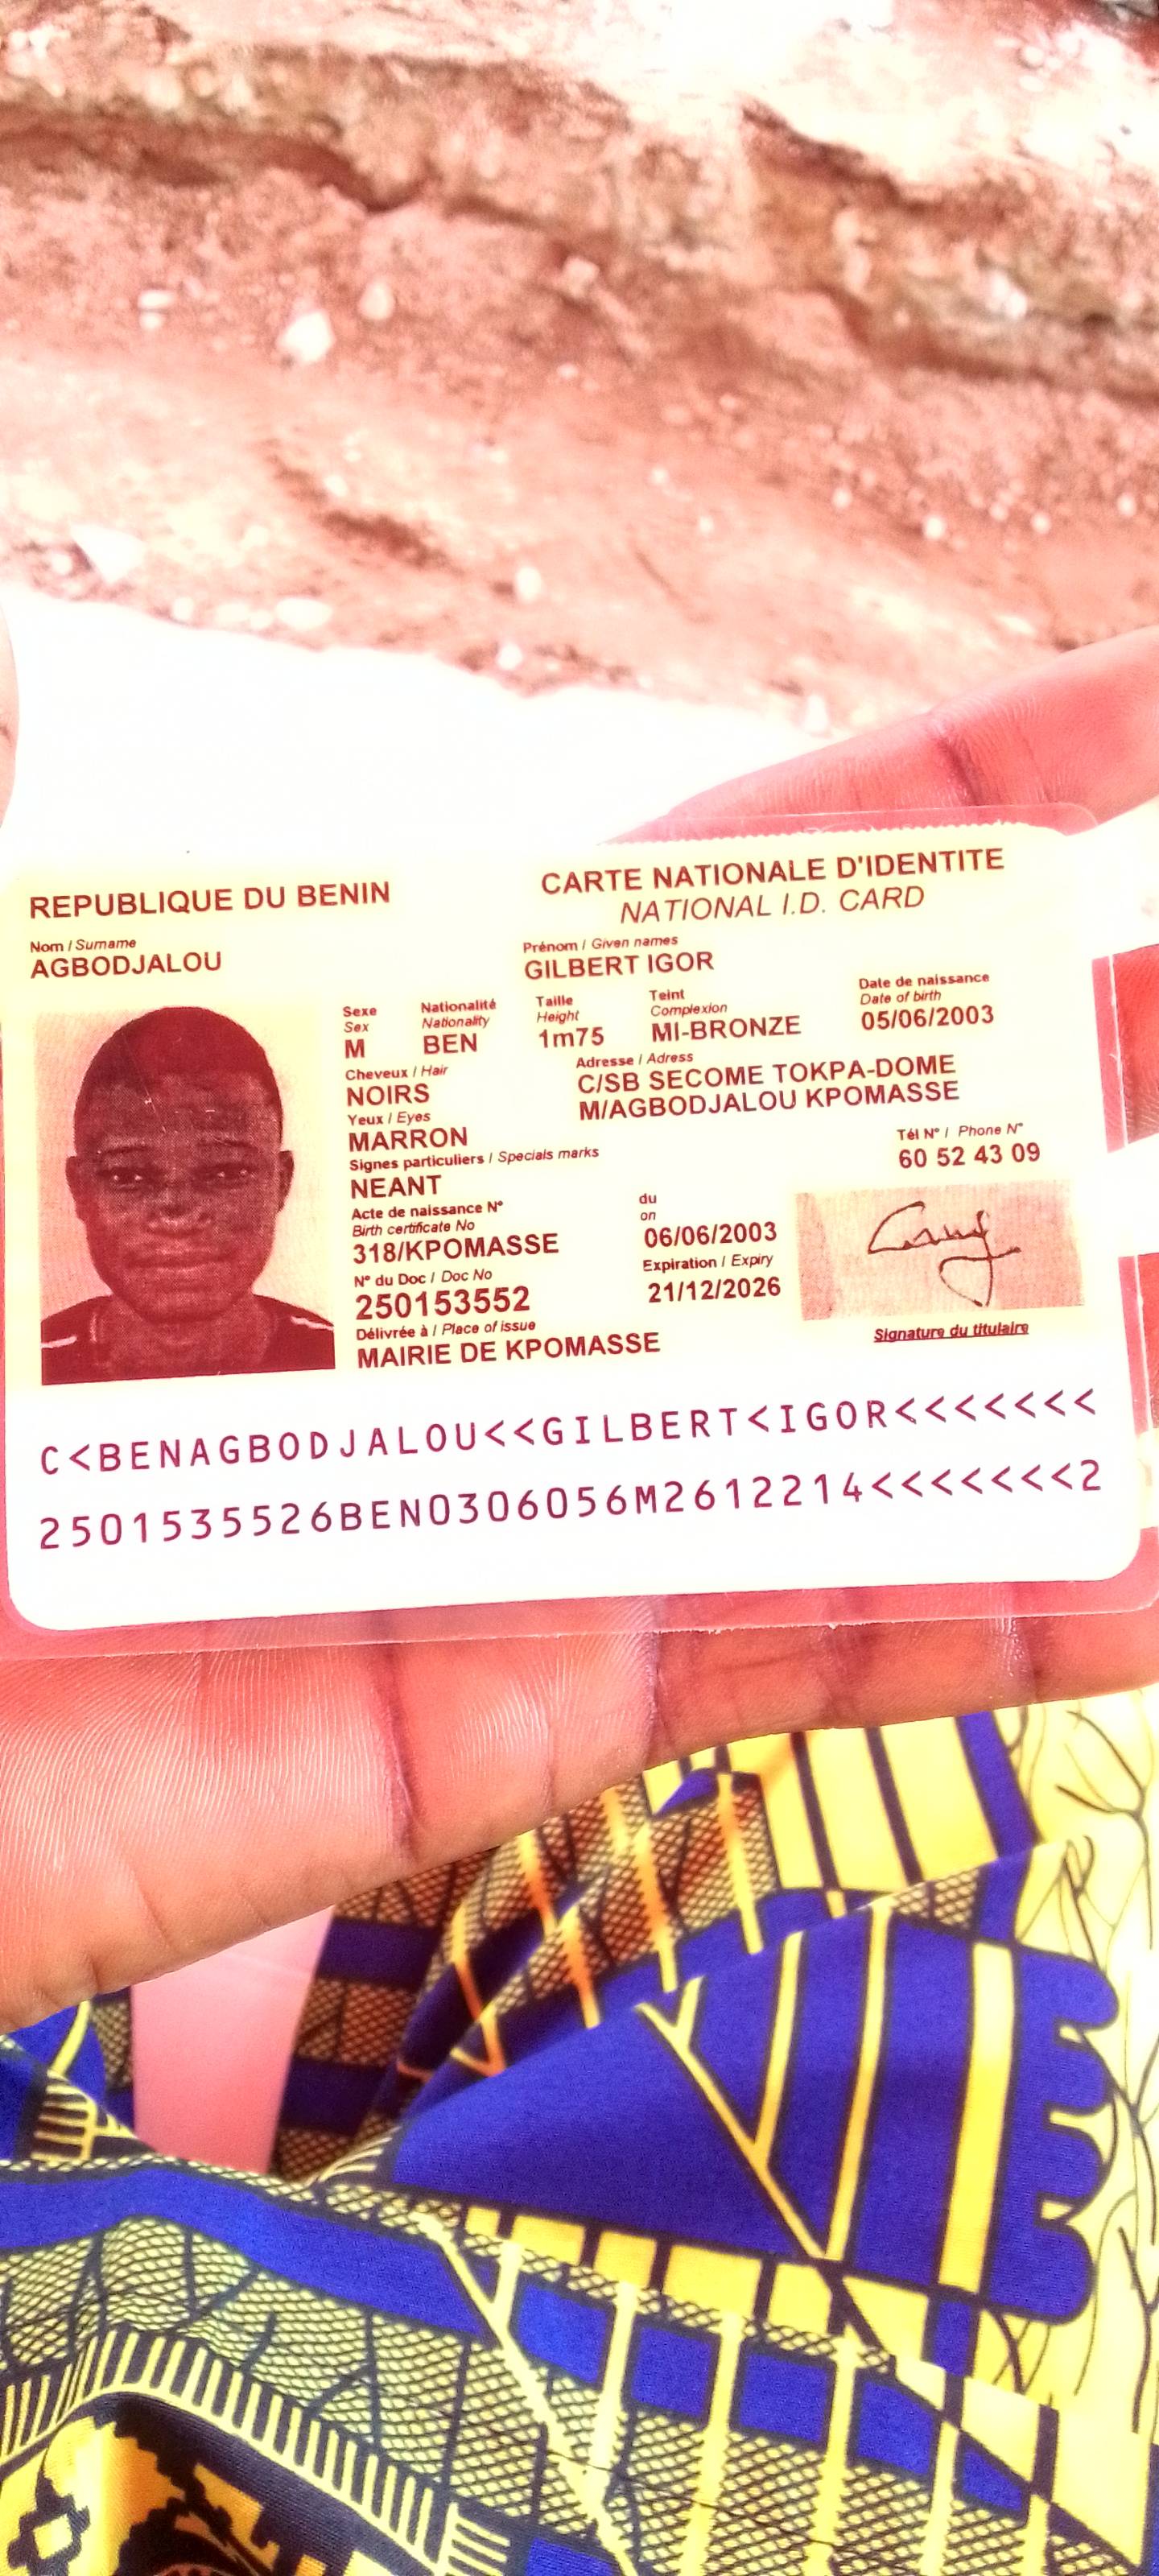 REPUBLIQUE DU BENIN
CARTE NATIONALE D'IDENTITE
NATIONAL I.D. CARD
Nom / Surname
AGBODJALOU
Prénom / Given names
GILBERT IGOR
Sexe
Sex
M
Nationalité
Nationality
BEN
Taille
Height
1m75
Teint
Complexion
MI-BRONZE
Date de naissance
Date of birth
05/06/2003
Cheveux / Hair
NOIRS
Adresse / Adress
C/SB SECOME TOKPA-DOME
M/AGBODJALOU KPOMASSE
Yeux / Eyes
MARRON
Tél N° / Phone N°
60 52 43 09
Signes particuliers / Specials marks
NEANT
Acte de naissance N°
Birth certificate No
318/KPOMASSE
du
on
06/06/2003
N° du Doc / Doc No
250153552
Expiration / Expiry
21/12/2026
Délivrée à / Place of issue
MAIRIE DE KPOMASSE
Signature du titulaire
C<BENAGBODJALOU<<GILBERT<IGOR<<<<<<<
2501535526BEN0306056M2612214<<<<<<<2